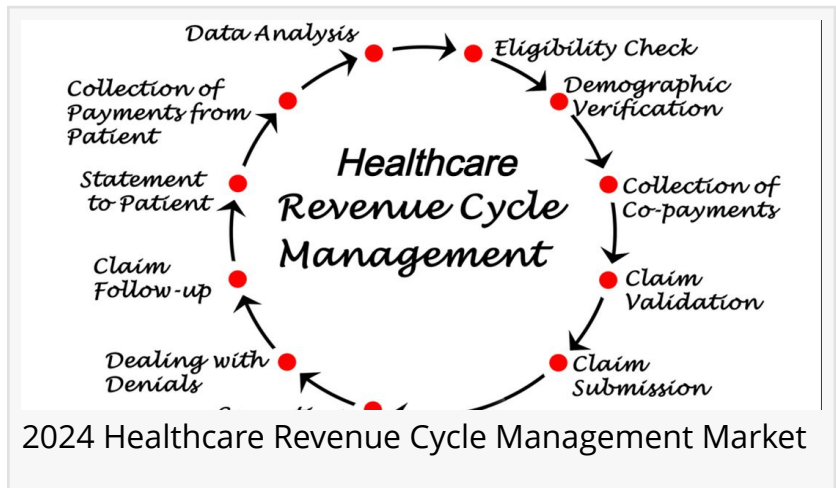 Data Analysis
Eligibility Check
Demographic
Verification
Collection of
Co-payments
Claim
Validation
Claim
Submission
Dealing with
Denials
Claim
Follow-up
Statement
to Patient
Collection of
Payments from
Patient
Healthcare
Revenue Cycle
Management
2024 Healthcare Revenue Cycle Management Market